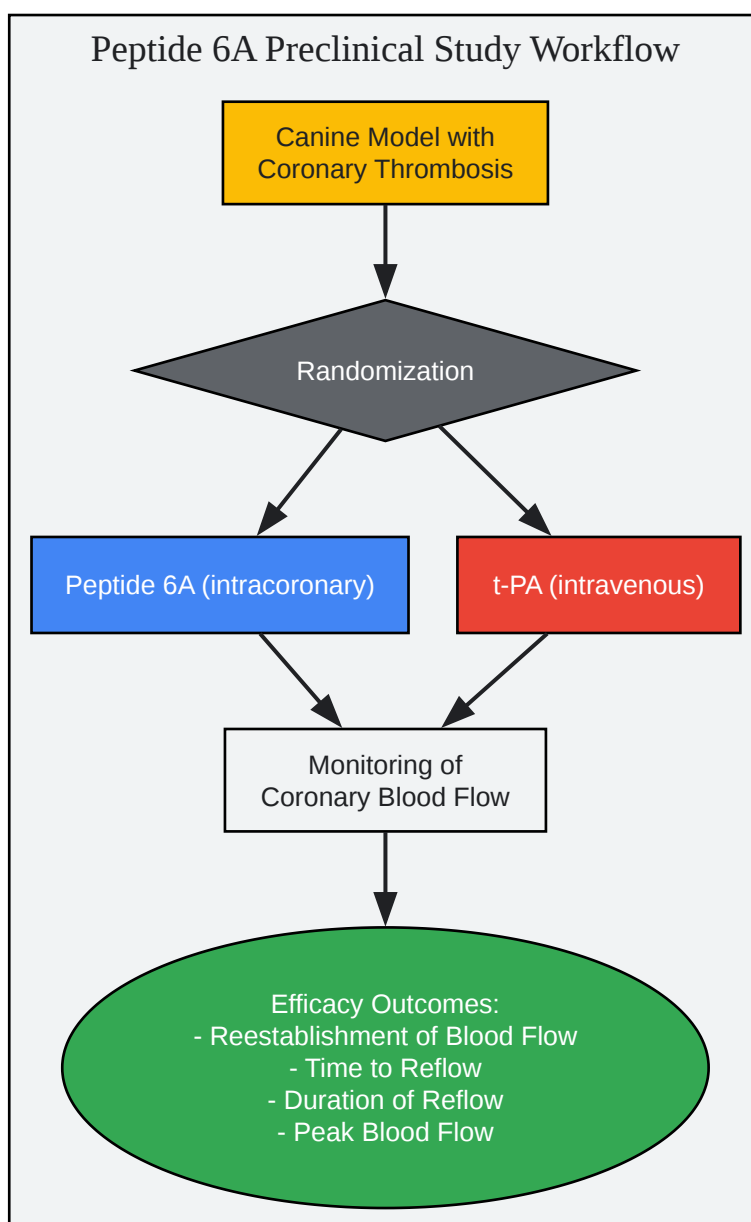 Peptide 6A Preclinical Study Workflow
Canine Model with
Coronary Thrombosis
Randomization
Peptide 6A (intracoronary)
t-PA (intravenous)
Monitoring of
Coronary Blood Flow
Efficacy Outcomes:
- Reestablishment of Blood Flow
- Time to Reflow
- Duration of Reflow
- Peak Blood Flow